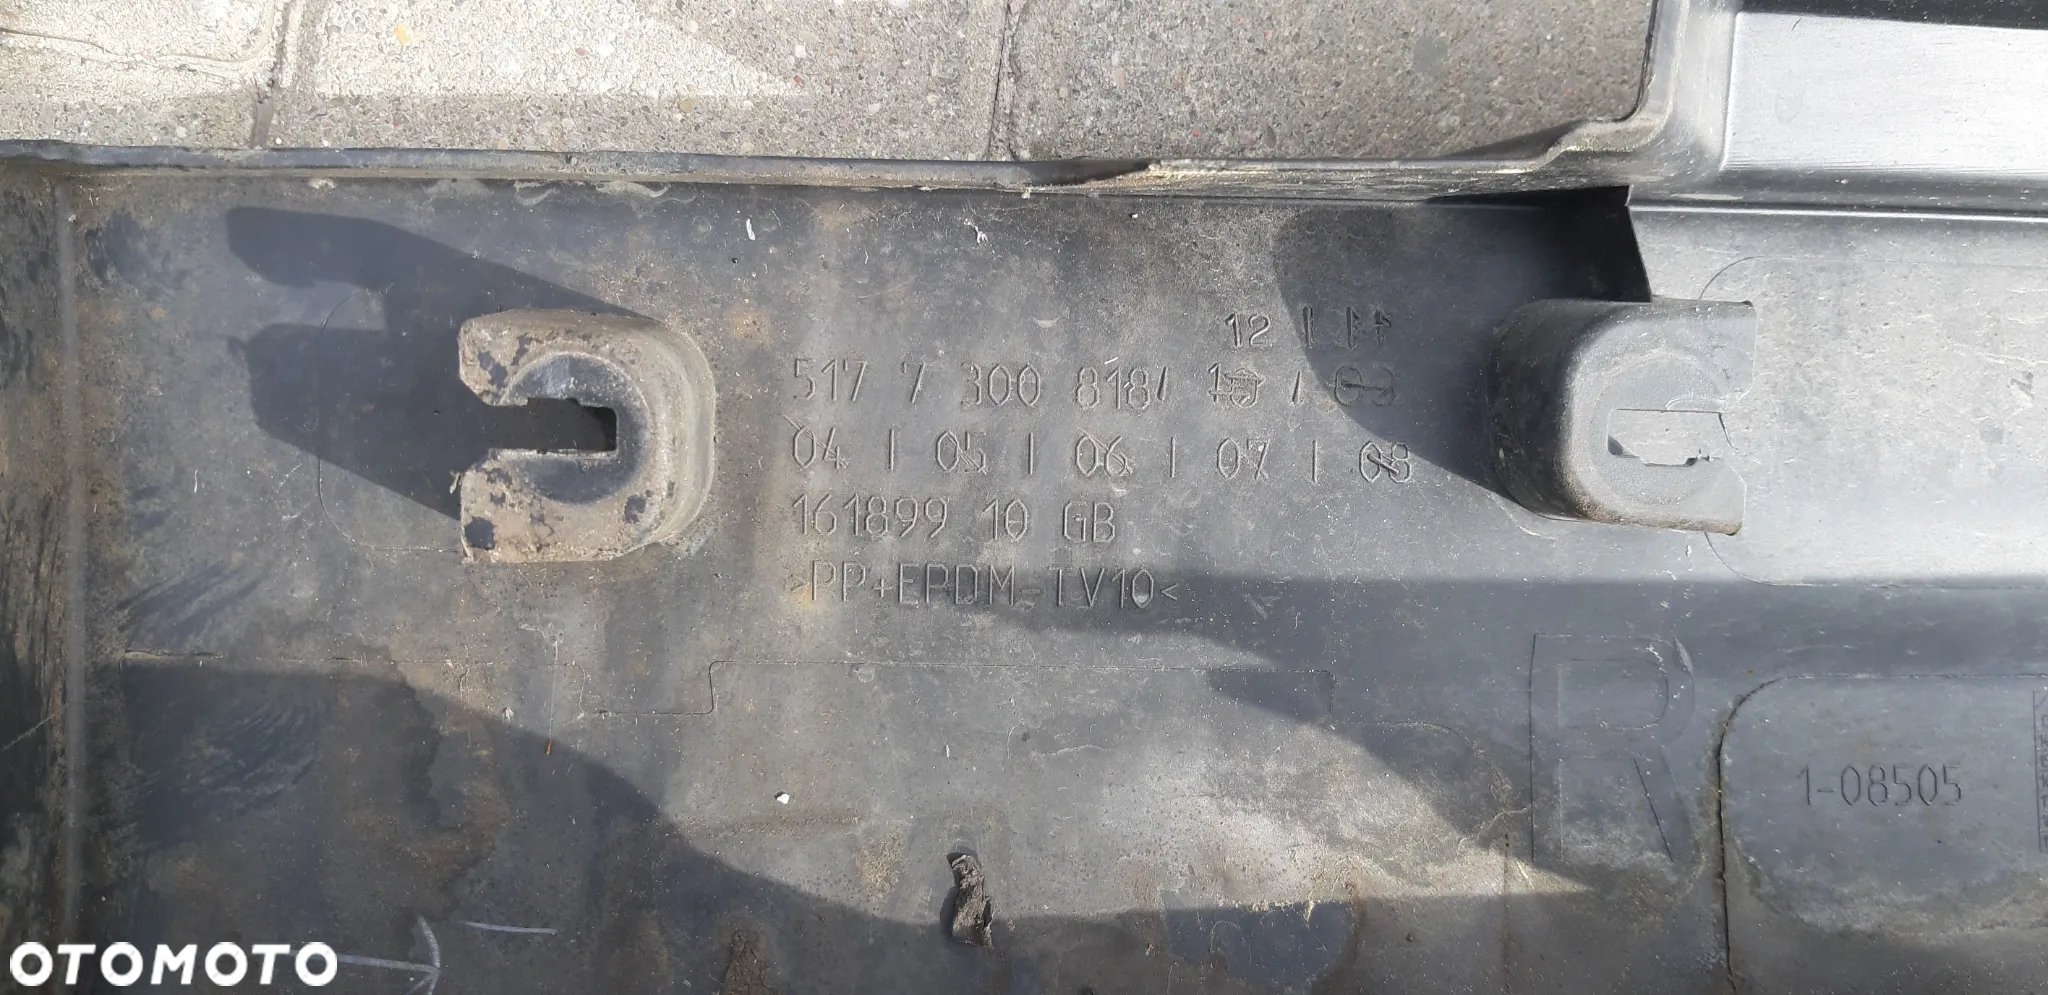 12
517 7 300 818/
04 | 05 | 06 | 07 | 08
161899 10 GB
>PP+EPDM-TV10<
R
1-08505
OTOMOTO